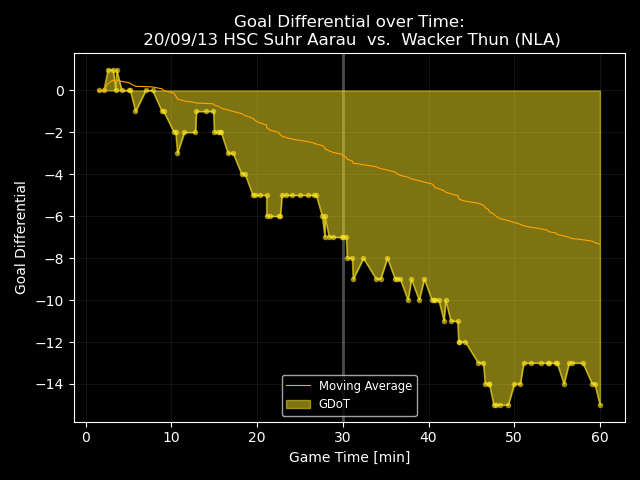 Goal Differential over Time:
20/09/13 HSC Suhr Aarau  vs.  Wacker Thun (NLA)
Goal Differential
0
−2
−4
−6
−8
−10
−12
−14
Moving Average
GDoT
0 10 20 30 40 50 60
Game Time [min]